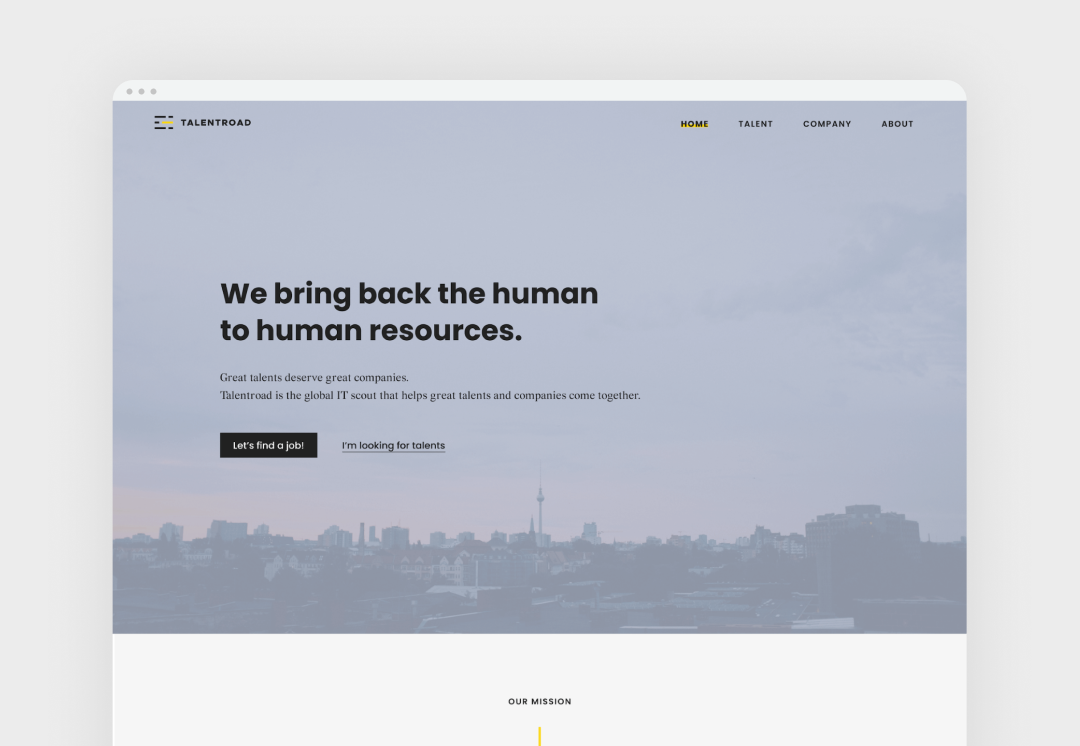 TALENTROAD
HOME TALENT COMPANY ABOUT
We bring back the human
to human resources.
Great talents deserve great companies.
Talentroad is the global IT scout that helps great talents and companies come together.
Let's find a job! I'm looking for talents
OUR MISSION